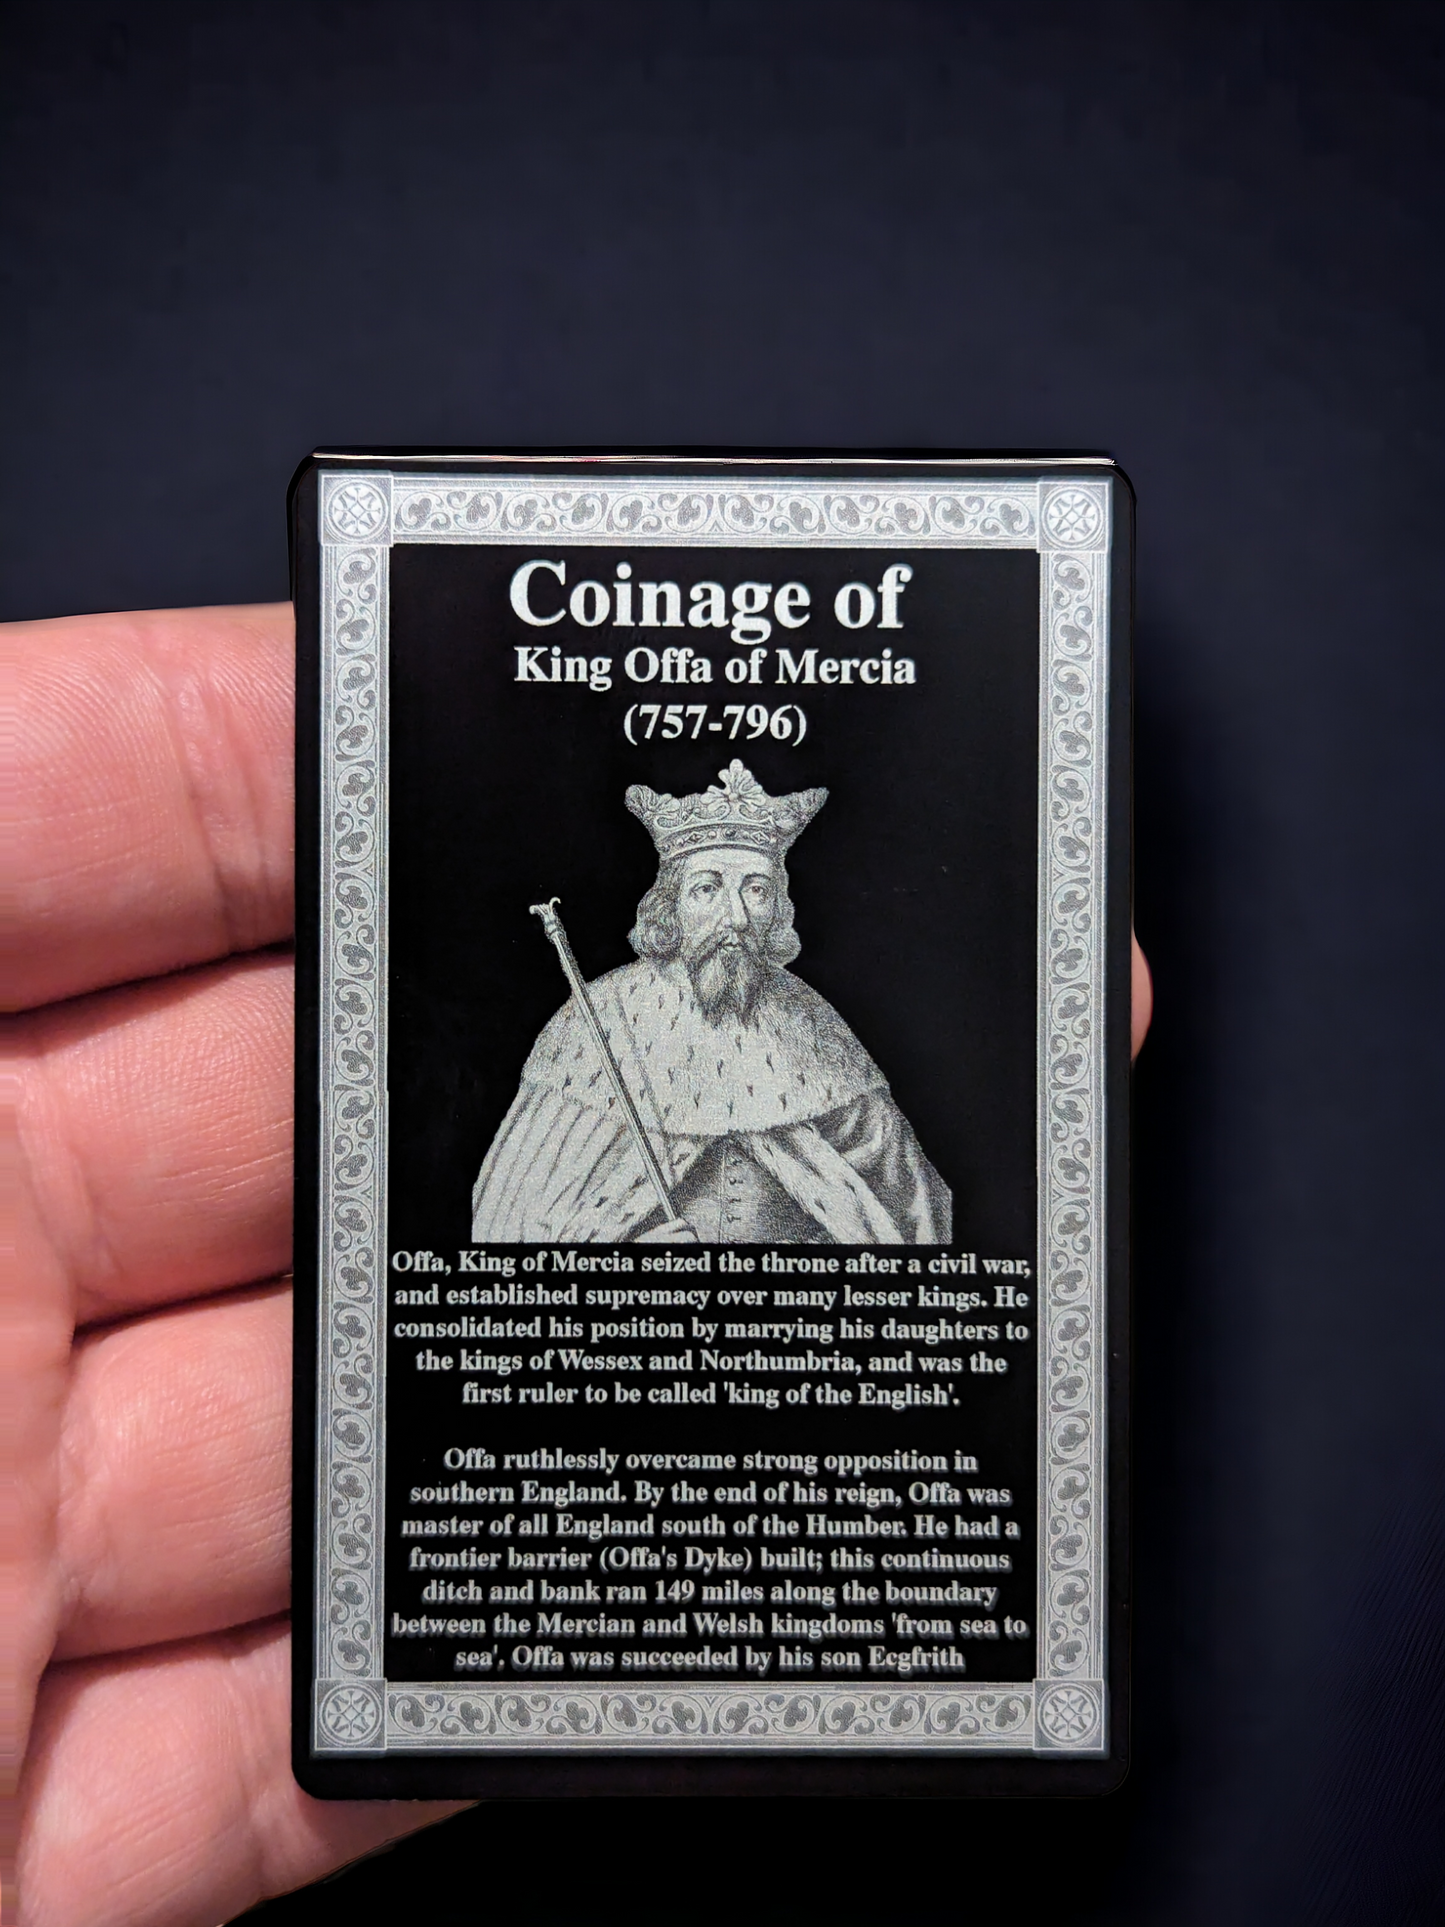 Coinage of
King Offa of Mercia
(757-796)
Offa, King of Mercia seized the throne after a civil war,
and established supremacy over many lesser kings. He
consolidated his position by marrying his daughters to
the kings of Wessex and Northumbria, and was the
first ruler to be called 'king of the English'.
Offa ruthlessly overcame strong opposition in
southern England. By the end of his reign, Offa was
master of all England south of the Humber. He had a
frontier barrier (Offa's Dyke) built; this continuous
ditch and bank ran 149 miles along the boundary
between the Mercian and Welsh kingdoms 'from sea to
sea'. Offa was succeeded by his son Ecgfrith